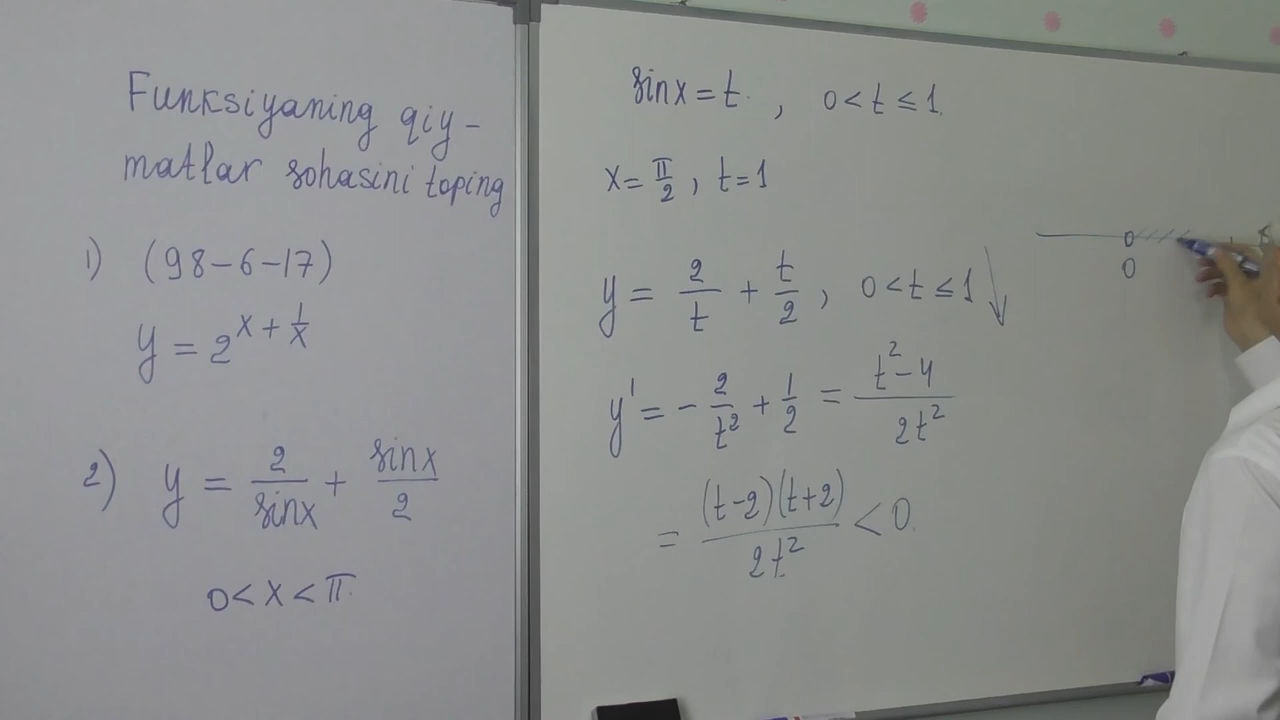 Funksiyaning qiy-
matlar sohasini toping
1) (98-6-17)
y = 2^{x + 1/x}
2) y = 2/sinx + sinx/2
0 < x < π
sinx = t , 0 < t ≤ 1
x = π/2 , t = 1
y = 2/t + t/2 , 0 < t ≤ 1 ↓
y' = - 2/t² + 1/2 = (t² - 4)/(2t²)
= (t-2)(t+2)/(2t²) < 0
0